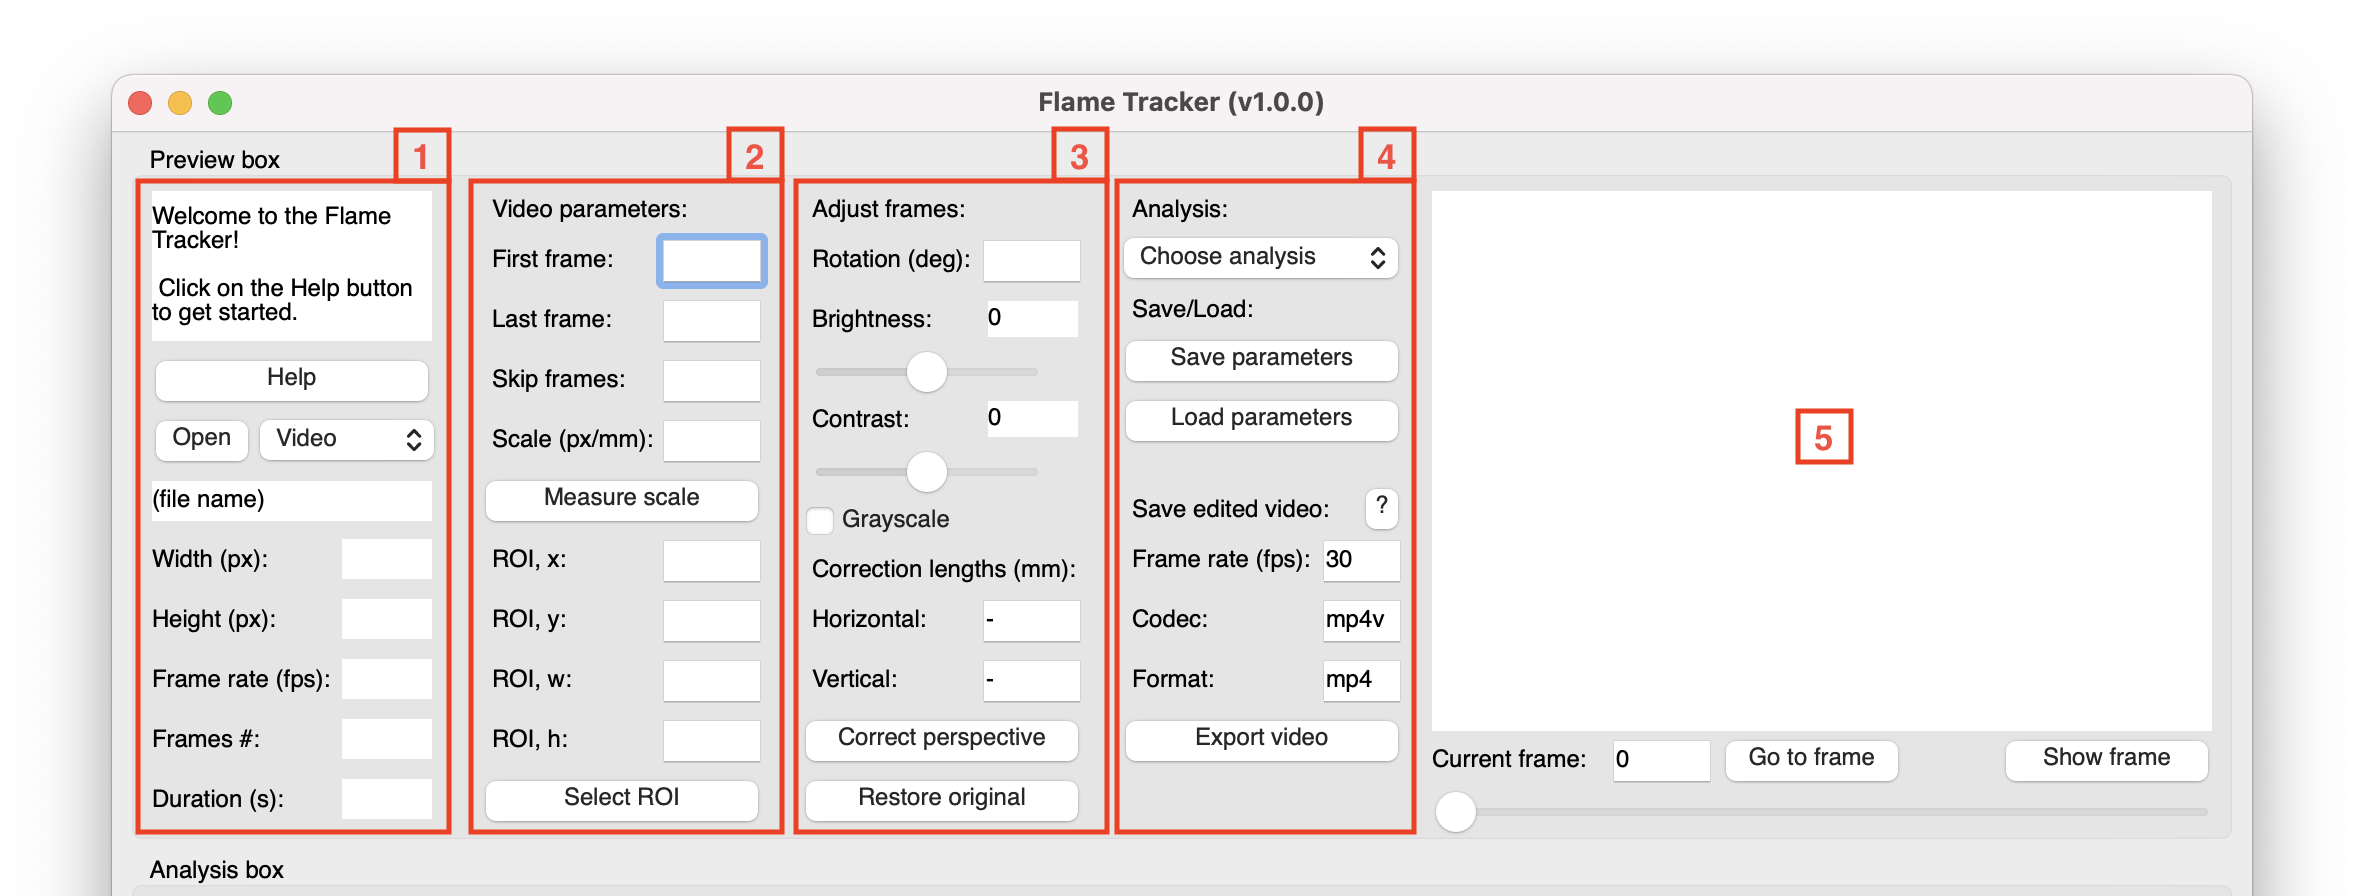 Flame Tracker (v1.0.0)
Preview box
1
Welcome to the Flame
Tracker!
Click on the Help button
to get started.
Help
Open
Video
(file name)
Width (px):
Height (px):
Frame rate (fps):
Frames #:
Duration (s):
2
Video parameters:
First frame:
Last frame:
Skip frames:
Scale (px/mm):
Measure scale
ROI, x:
ROI, y:
ROI, w:
ROI, h:
Select ROI
3
Adjust frames:
Rotation (deg):
Brightness: 0
Contrast: 0
Grayscale
Correction lengths (mm):
Horizontal: -
Vertical: -
Correct perspective
Restore original
4
Analysis:
Choose analysis
Save/Load:
Save parameters
Load parameters
Save edited video: ?
Frame rate (fps): 30
Codec: mp4v
Format: mp4
Export video
5
Current frame: 0 Go to frame Show frame
Analysis box